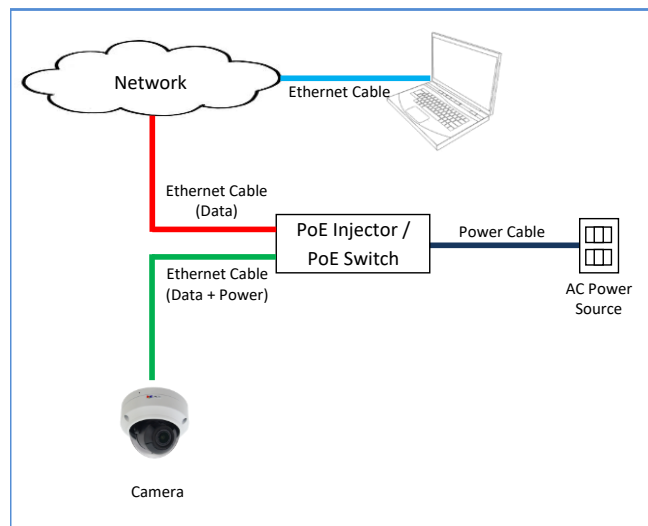 Network
Ethernet Cable
Ethernet Cable
(Data)
PoE Injector /
PoE Switch
Power Cable
Ethernet Cable
(Data + Power)
AC Power
Source
Camera